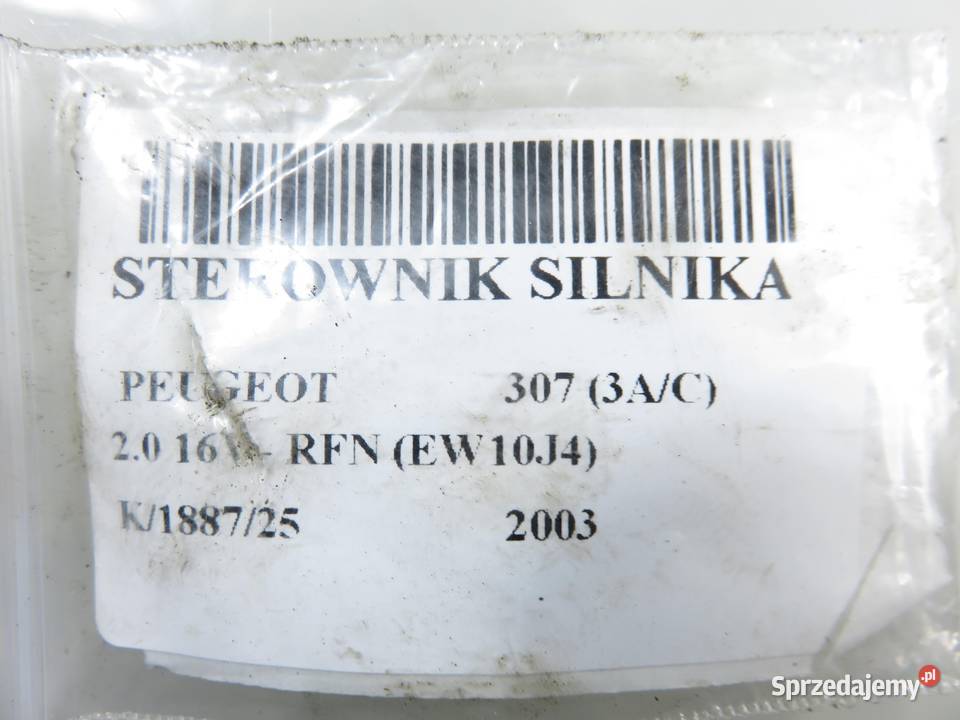 STEROWNIK SILNIKA
PEUGEOT 307 (3A/C)
2.0 16V - RFN (EW10J4)
K/1887/25 2003
Sprzedajemy.pl